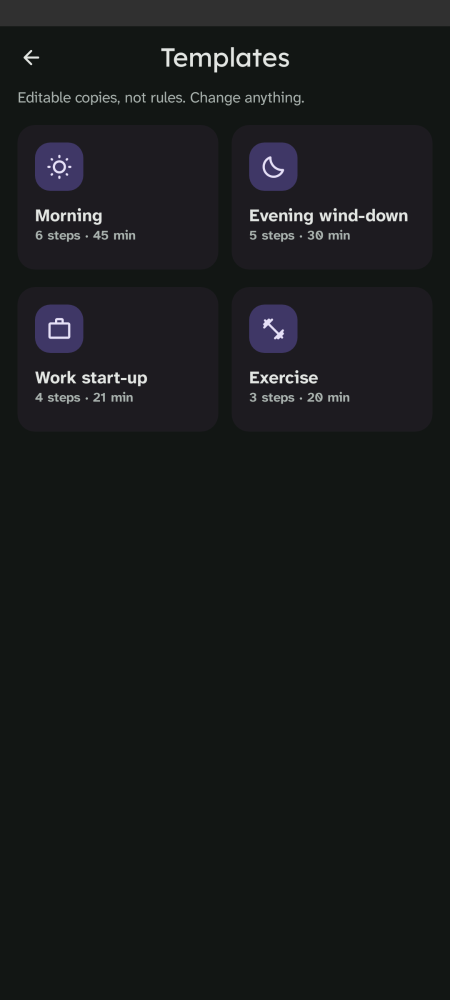 Templates
Editable copies, not rules. Change anything.
Morning
6 steps · 45 min
Evening wind-down
5 steps · 30 min
Work start-up
4 steps · 21 min
Exercise
3 steps · 20 min